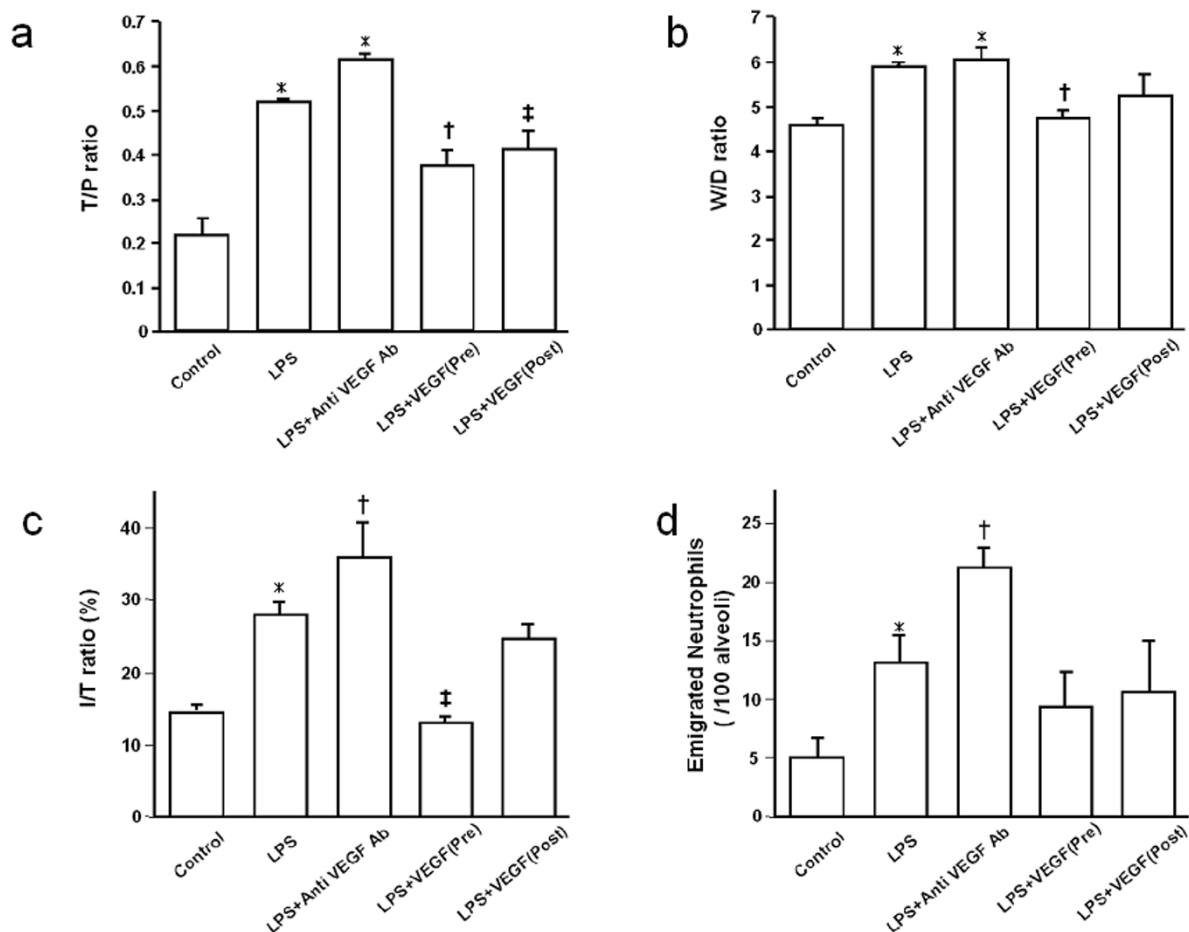 a
T/P ratio
0.7
0.6
0.5
0.4
0.3
0.2
0.1
0
*
*
†
‡
Control
LPS
LPS+Anti VEGF Ab
LPS+VEGF(Pre)
LPS+VEGF(Post)
b
W/D ratio
7
6
5
4
3
2
1
0
*
*
†
Control
LPS
LPS+Anti VEGF Ab
LPS+VEGF(Pre)
LPS+VEGF(Post)
c
I/T ratio (%)
40
30
20
10
0
*
†
‡
Control
LPS
LPS+Anti VEGF Ab
LPS+VEGF(Pre)
LPS+VEGF(Post)
d
Emigrated Neutrophils
( /100 alveoli)
25
20
15
10
5
0
*
†
Control
LPS
LPS+Anti VEGF Ab
LPS+VEGF(Pre)
LPS+VEGF(Post)